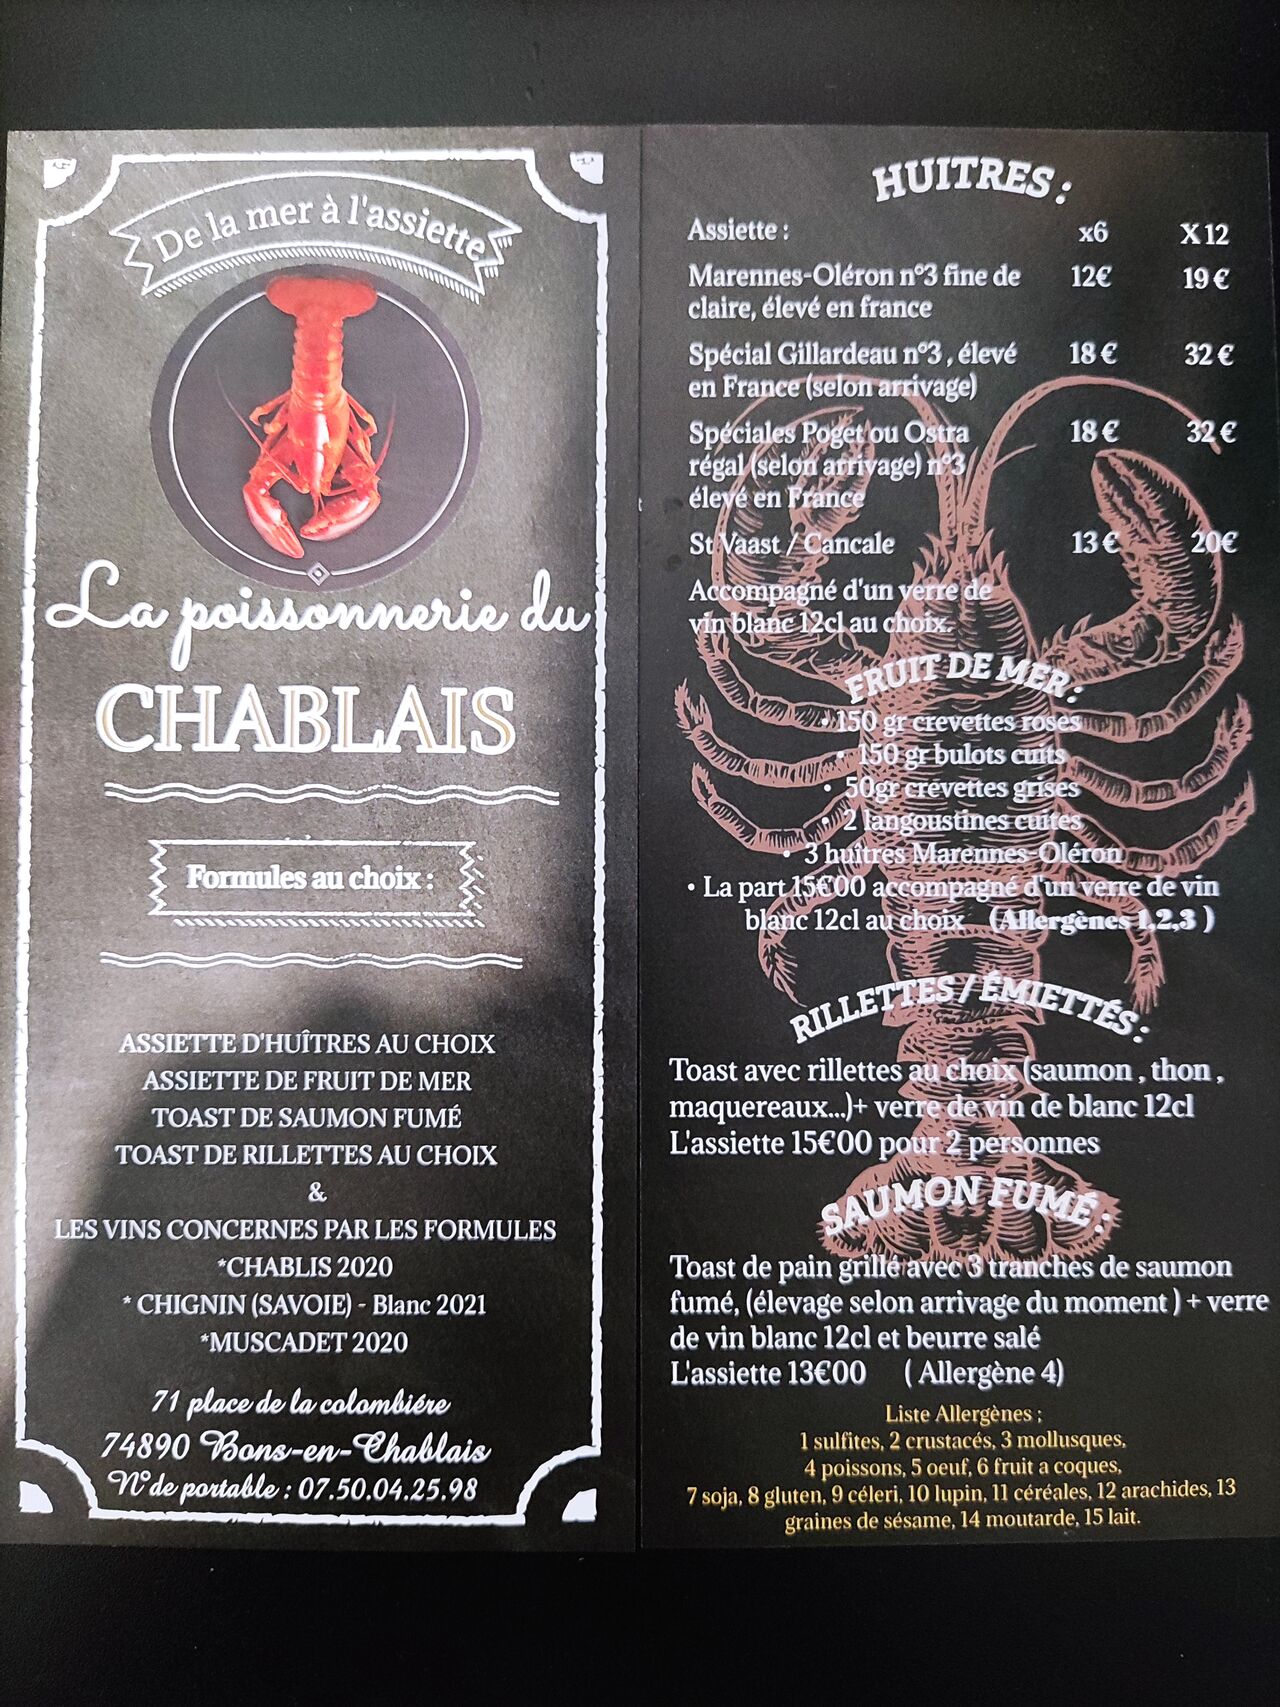 De la mer à l'assiette
La poissonnerie du
CHABLAIS
Formules au choix :
ASSIETTE D'HUÎTRES AU CHOIX
ASSIETTE DE FRUIT DE MER
TOAST DE SAUMON FUMÉ
TOAST DE RILLETTES AU CHOIX
&
LES VINS CONCERNES PAR LES FORMULES
*CHABLIS 2020
* CHIGNIN (SAVOIE) - Blanc 2021
*MUSCADET 2020
71 place de la colombiére
74890 Bons-en-Chablais
N° de portable : 07.50.04.25.98
HUITRES :
Assiette : x6 X 12
Marennes-Oléron n°3 fine de 12€ 19 €
claire, élevé en france
Spécial Gillardeau n°3 , élevé 18 € 32 €
en France (selon arrivage)
Spéciales Poget ou Ostra 18 € 32 €
régal (selon arrivage) n°3
élevé en France
St Vaast / Cancale 13 € 20€
Accompagné d'un verre de
vin blanc 12cl au choix.
FRUIT DE MER :
• 150 gr crevettes roses
• 150 gr bulots cuits
• 50gr crevettes grises
• 2 langoustines cuites
• 3 huîtres Marennes-Oléron
• La part 15€00 accompagné d'un verre de vin
blanc 12cl au choix (Allergènes 1,2,3 )
RILLETTES / ÉMIETTÉS :
Toast avec rillettes au choix (saumon , thon ,
maquereaux...)+ verre de vin de blanc 12cl
L'assiette 15€00 pour 2 personnes
SAUMON FUMÉ :
Toast de pain grillé avec 3 tranches de saumon
fumé, (élevage selon arrivage du moment ) + verre
de vin blanc 12cl et beurre salé
L'assiette 13€00 ( Allergène 4)
Liste Allergènes ;
1 sulfites, 2 crustacés, 3 mollusques,
4 poissons, 5 oeuf, 6 fruit a coques,
7 soja, 8 gluten, 9 céleri, 10 lupin, 11 céréales, 12 arachides, 13
graines de sésame, 14 moutarde, 15 lait.